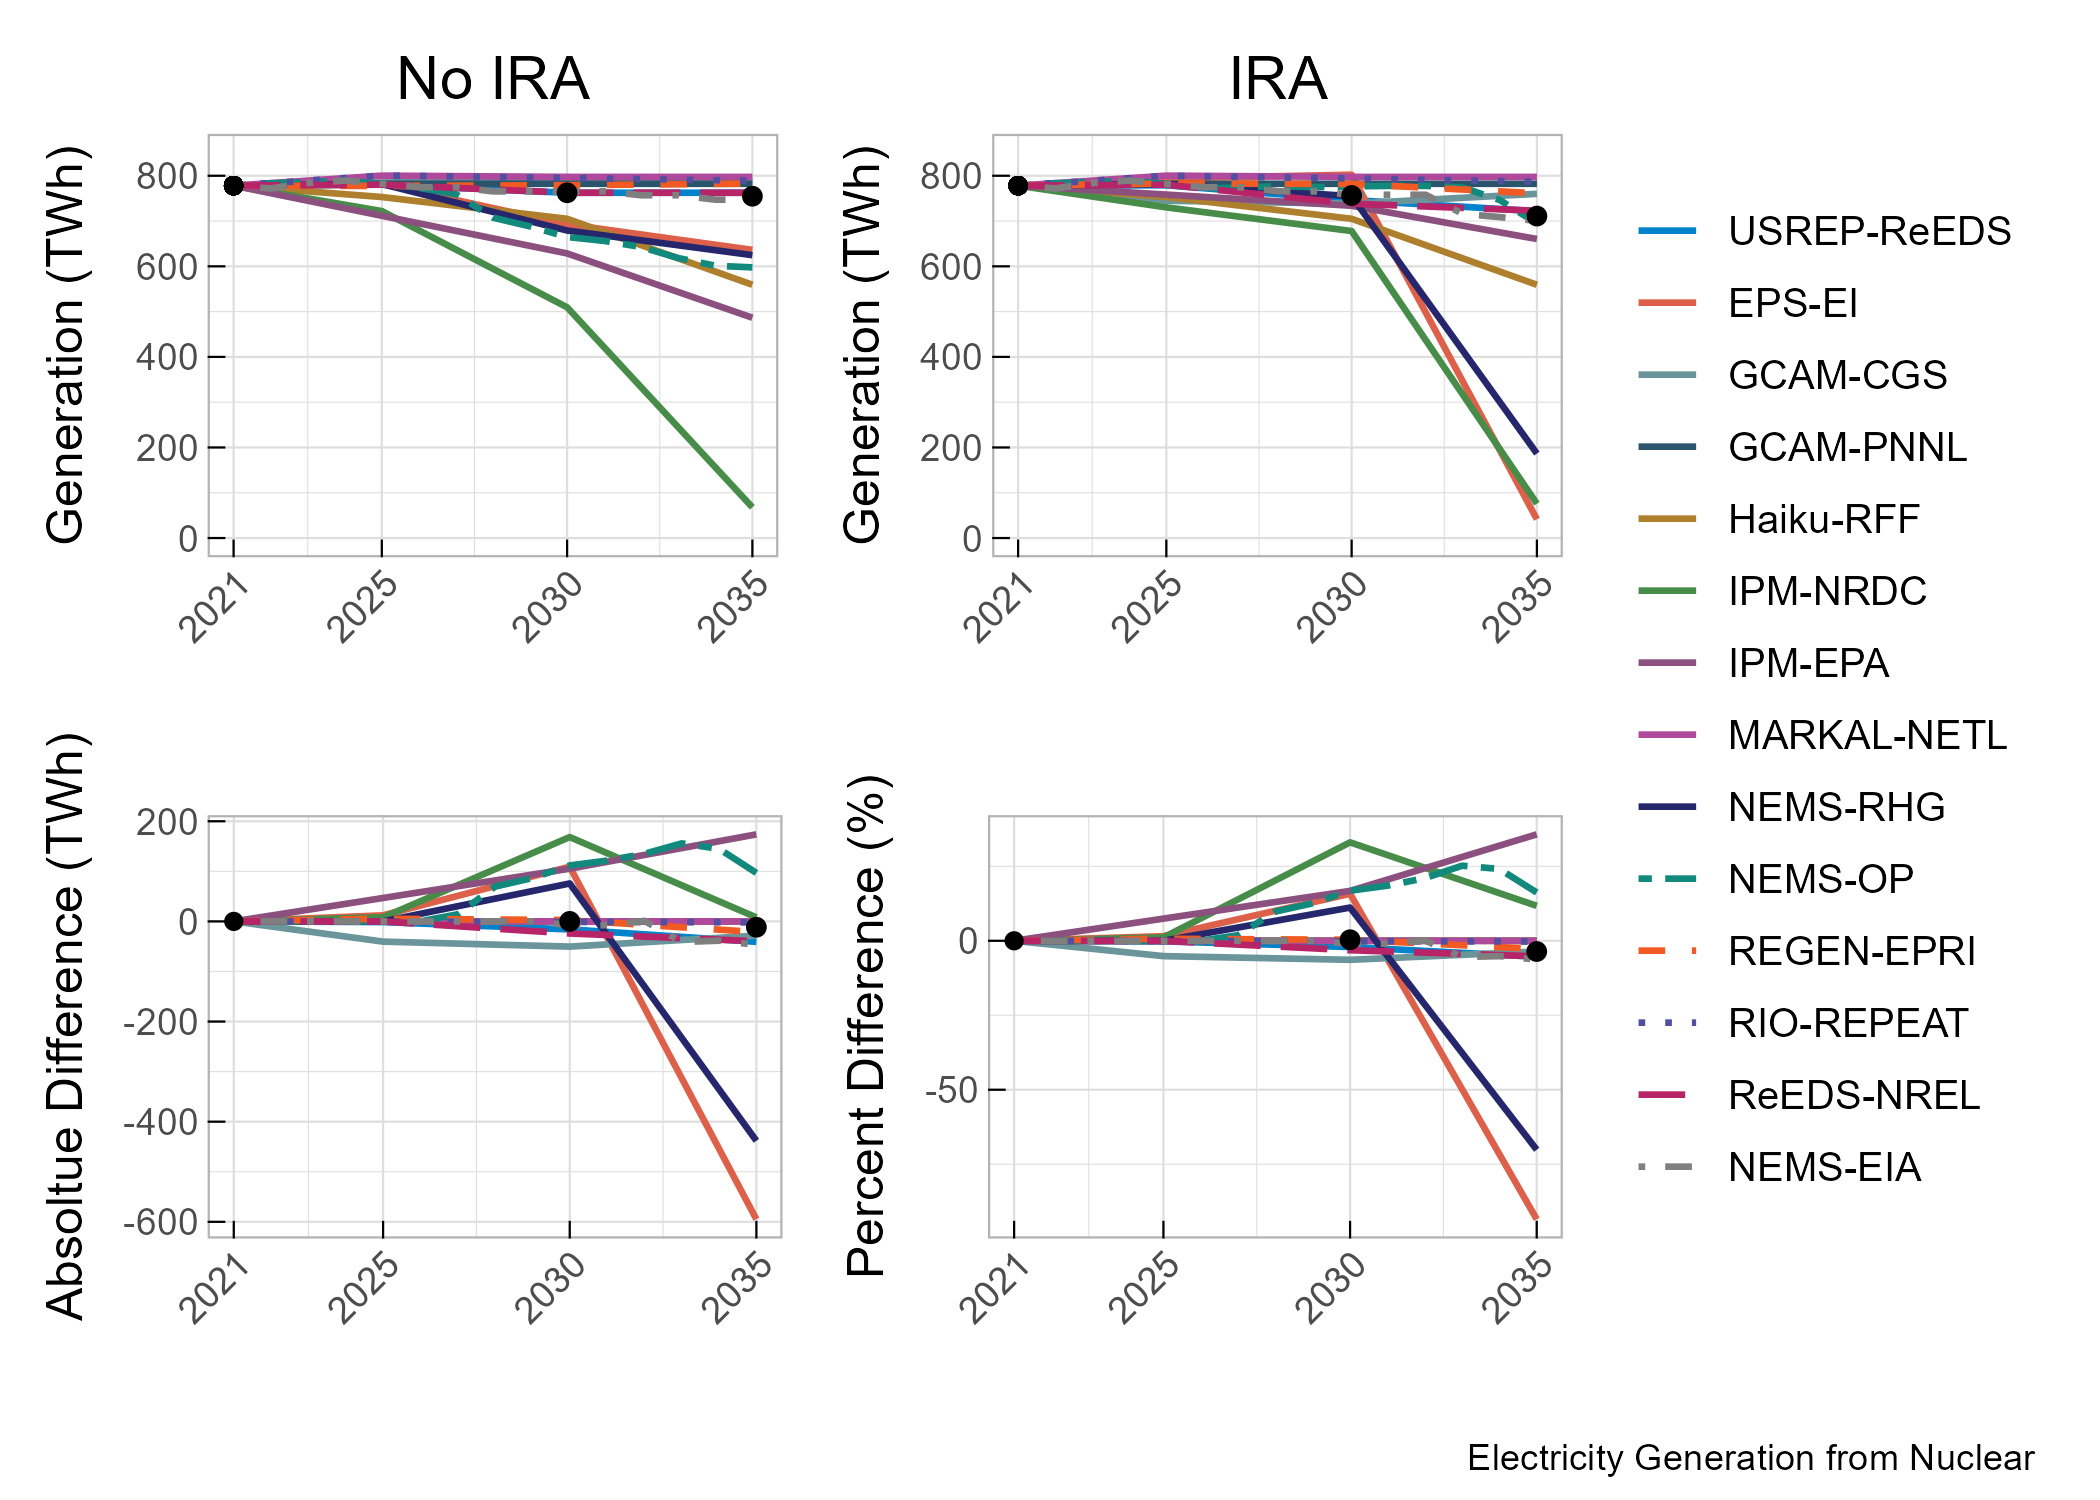 No IRA
IRA
Generation (TWh)
800
600
400
200
0
2021
2025
2030
2035
Generation (TWh)
800
600
400
200
0
2021
2025
2030
2035
USREP-ReEDS
EPS-EI
GCAM-CGS
GCAM-PNNL
Haiku-RFF
IPM-NRDC
IPM-EPA
MARKAL-NETL
NEMS-RHG
NEMS-OP
REGEN-EPRI
RIO-REPEAT
ReEDS-NREL
NEMS-EIA
Absoltue Difference (TWh)
200
0
-200
-400
-600
2021
2025
2030
2035
Percent Difference (%)
0
-50
2021
2025
2030
2035
Electricity Generation from Nuclear